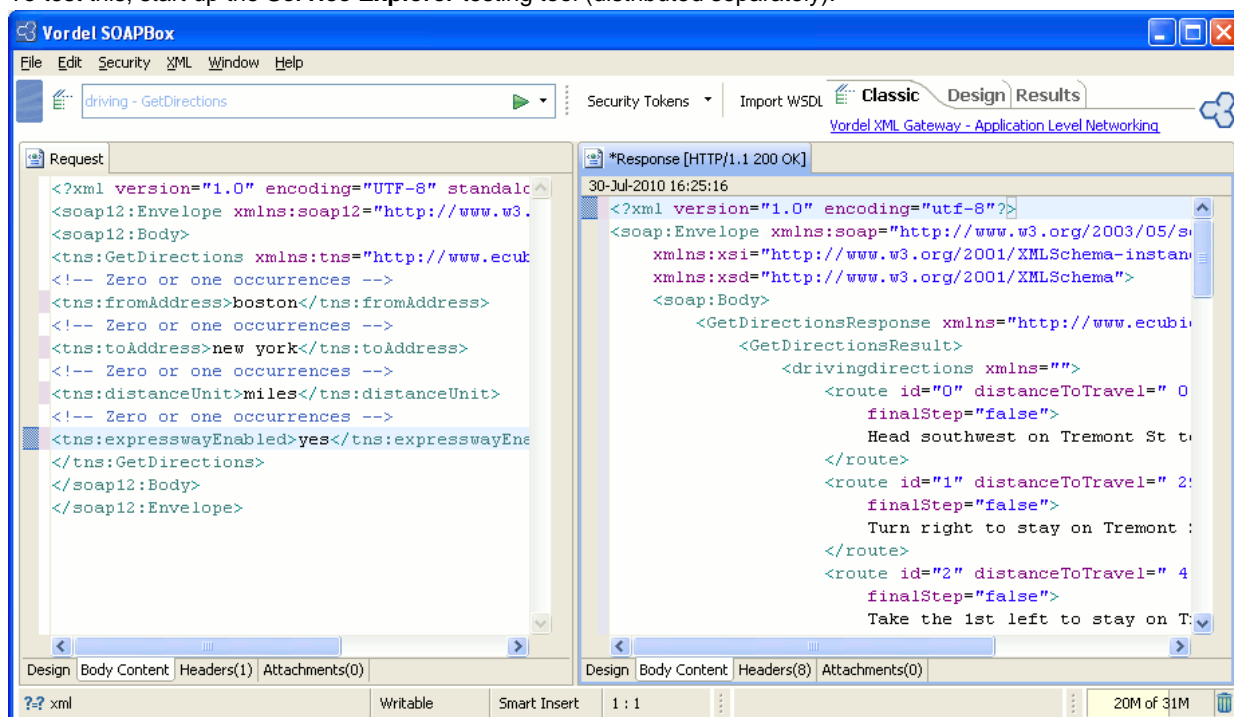 To test this, start up the Service Explorer testing tool (distributed separately).
Vordel SOAPBox
File Edit Security XML Window Help
driving - GetDirections
Security Tokens Import WSDL Classic Design Results
Vordel XML Gateway - Application Level Networking
Request
<?xml version="1.0" encoding="UTF-8" standalo
<soap12:Envelope xmlns:soap12="http://www.w3.
<soap12:Body>
<tns:GetDirections xmlns:tns="http://www.ecub
<!-- Zero or one occurrences -->
<tns:fromAddress>boston</tns:fromAddress>
<!-- Zero or one occurrences -->
<tns:toAddress>new york</tns:toAddress>
<!-- Zero or one occurrences -->
<tns:distanceUnit>miles</tns:distanceUnit>
<!-- Zero or one occurrences -->
<tns:expresswayEnabled>yes</tns:expresswayEna
</tns:GetDirections>
</soap12:Body>
</soap12:Envelope>
Design Body Content Headers(1) Attachments(0)
*Response [HTTP/1.1 200 OK]
30-Jul-2010 16:25:16
<?xml version="1.0" encoding="utf-8"?>
<soap:Envelope xmlns:soap="http://www.w3.org/2003/05/s
xmlns:xsi="http://www.w3.org/2001/XMLSchema-instan
xmlns:xsd="http://www.w3.org/2001/XMLSchema">
<soap:Body>
<GetDirectionsResponse xmlns="http://www.ecubi
<GetDirectionsResult>
<drivingdirections xmlns="">
<route id="0" distanceToTravel=" 0
finalStep="false">
Head southwest on Tremont St t
</route>
<route id="1" distanceToTravel=" 2
finalStep="false">
Turn right to stay on Tremont
</route>
<route id="2" distanceToTravel=" 4
finalStep="false">
Take the 1st left to stay on T
Design Body Content Headers(8) Attachments(0)
?=? xml Writable Smart Insert 1 : 1 20M of 31M